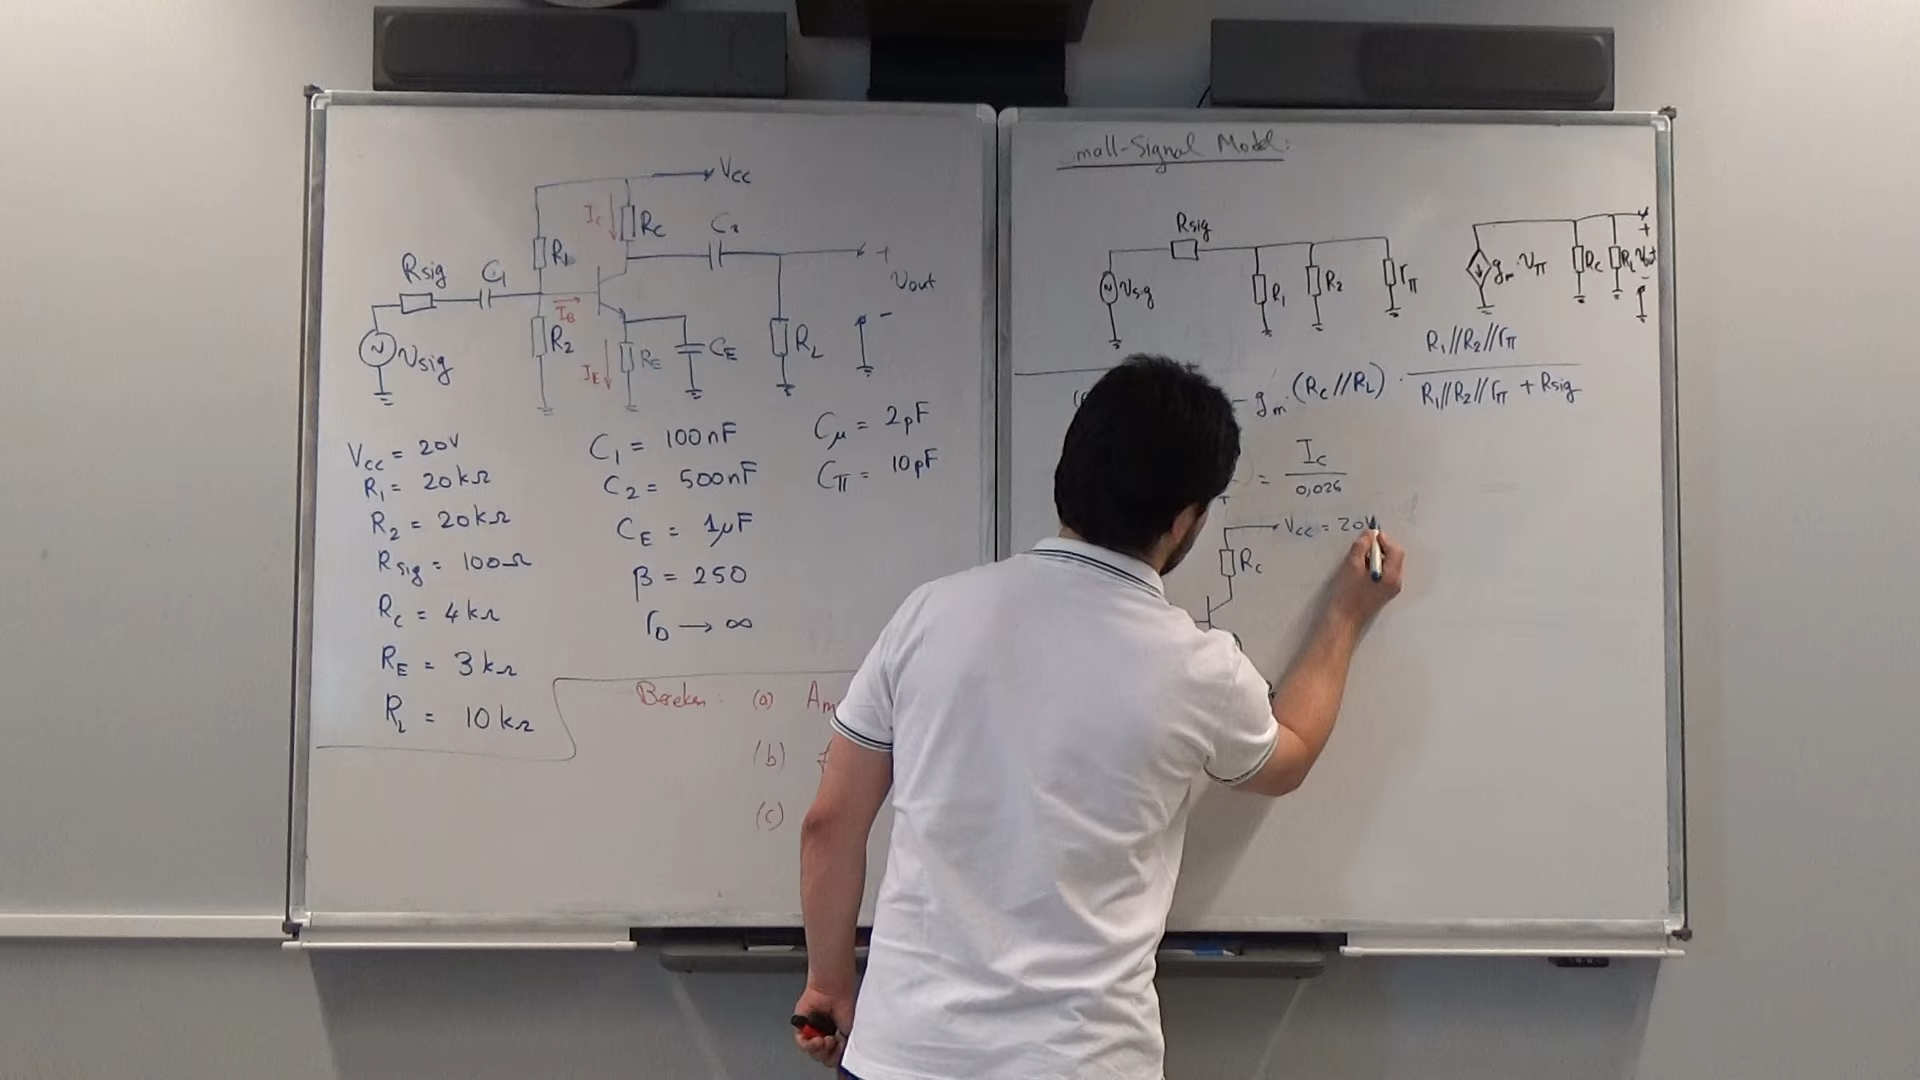 Vcc
Ic
Rc
C2
R1
+
Rsig
C1
Vout
IB
-
R2
RE
CE
RL
Vsig
IE
Vcc = 20V
R1 = 20kΩ
R2 = 20kΩ
Rsig = 100Ω
Rc = 4kΩ
RE = 3kΩ
RL = 10kΩ
C1 = 100nF
C2 = 500nF
CE = 1μF
β = 250
ro → ∞
Cμ = 2pF
Cπ = 10pF
Bereken: (a) Am
(b)
(c)
mall-Signal Model:
Rsig
Vsig
R1
R2
rπ
gm·Vπ
Rc
RL
Vout
+
-
- gm·(Rc//RL) · R1//R2//rπ
R1//R2//rπ + Rsig
= Ic
0,026
Vcc = 20V
Rc